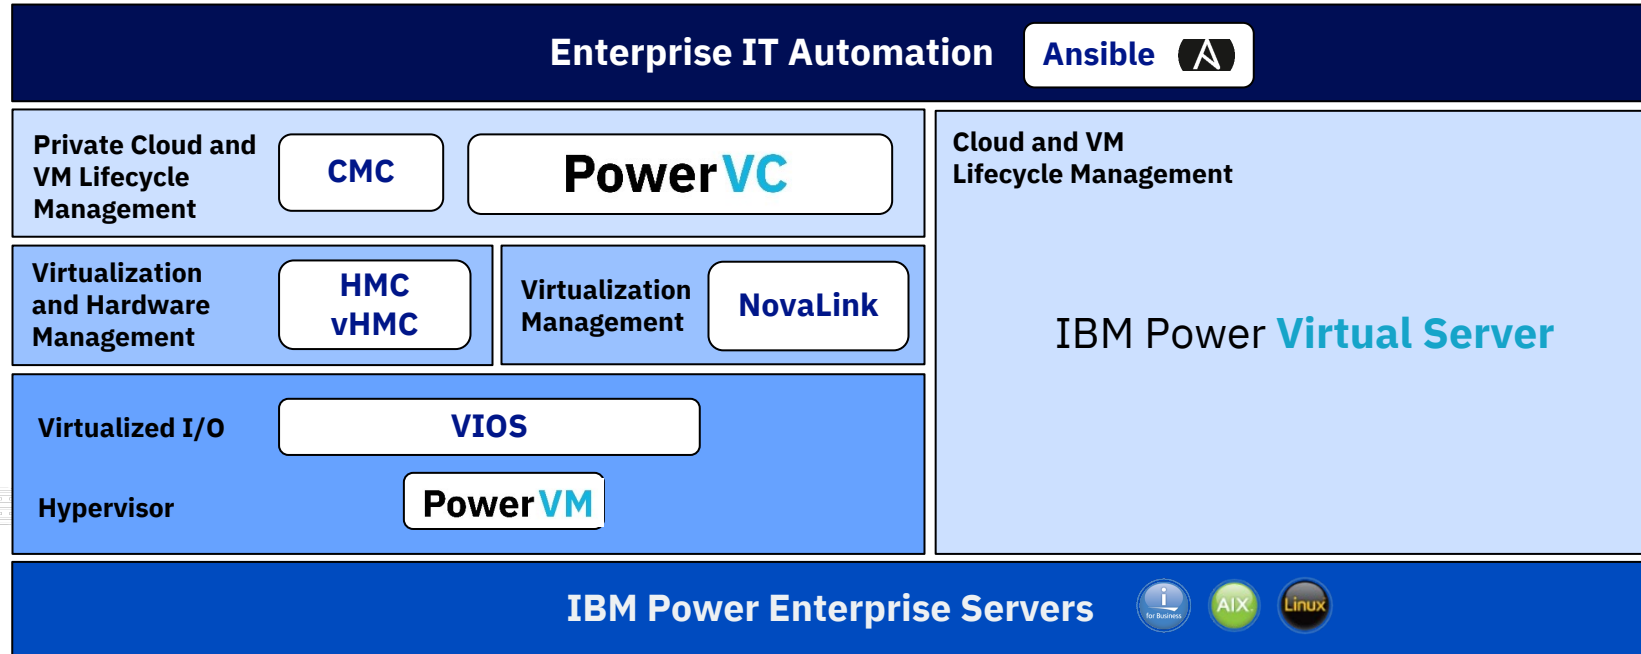 Enterprise IT Automation
Ansible
Private Cloud and
VM Lifecycle
Management
CMC
PowerVC
Cloud and VM
Lifecycle Management
Virtualization
and Hardware
Management
HMC
vHMC
Virtualization
Management
NovaLink
IBM Power Virtual Server
Virtualized I/O
VIOS
Hypervisor
PowerVM
IBM Power Enterprise Servers
i
for Business
AIX
Linux